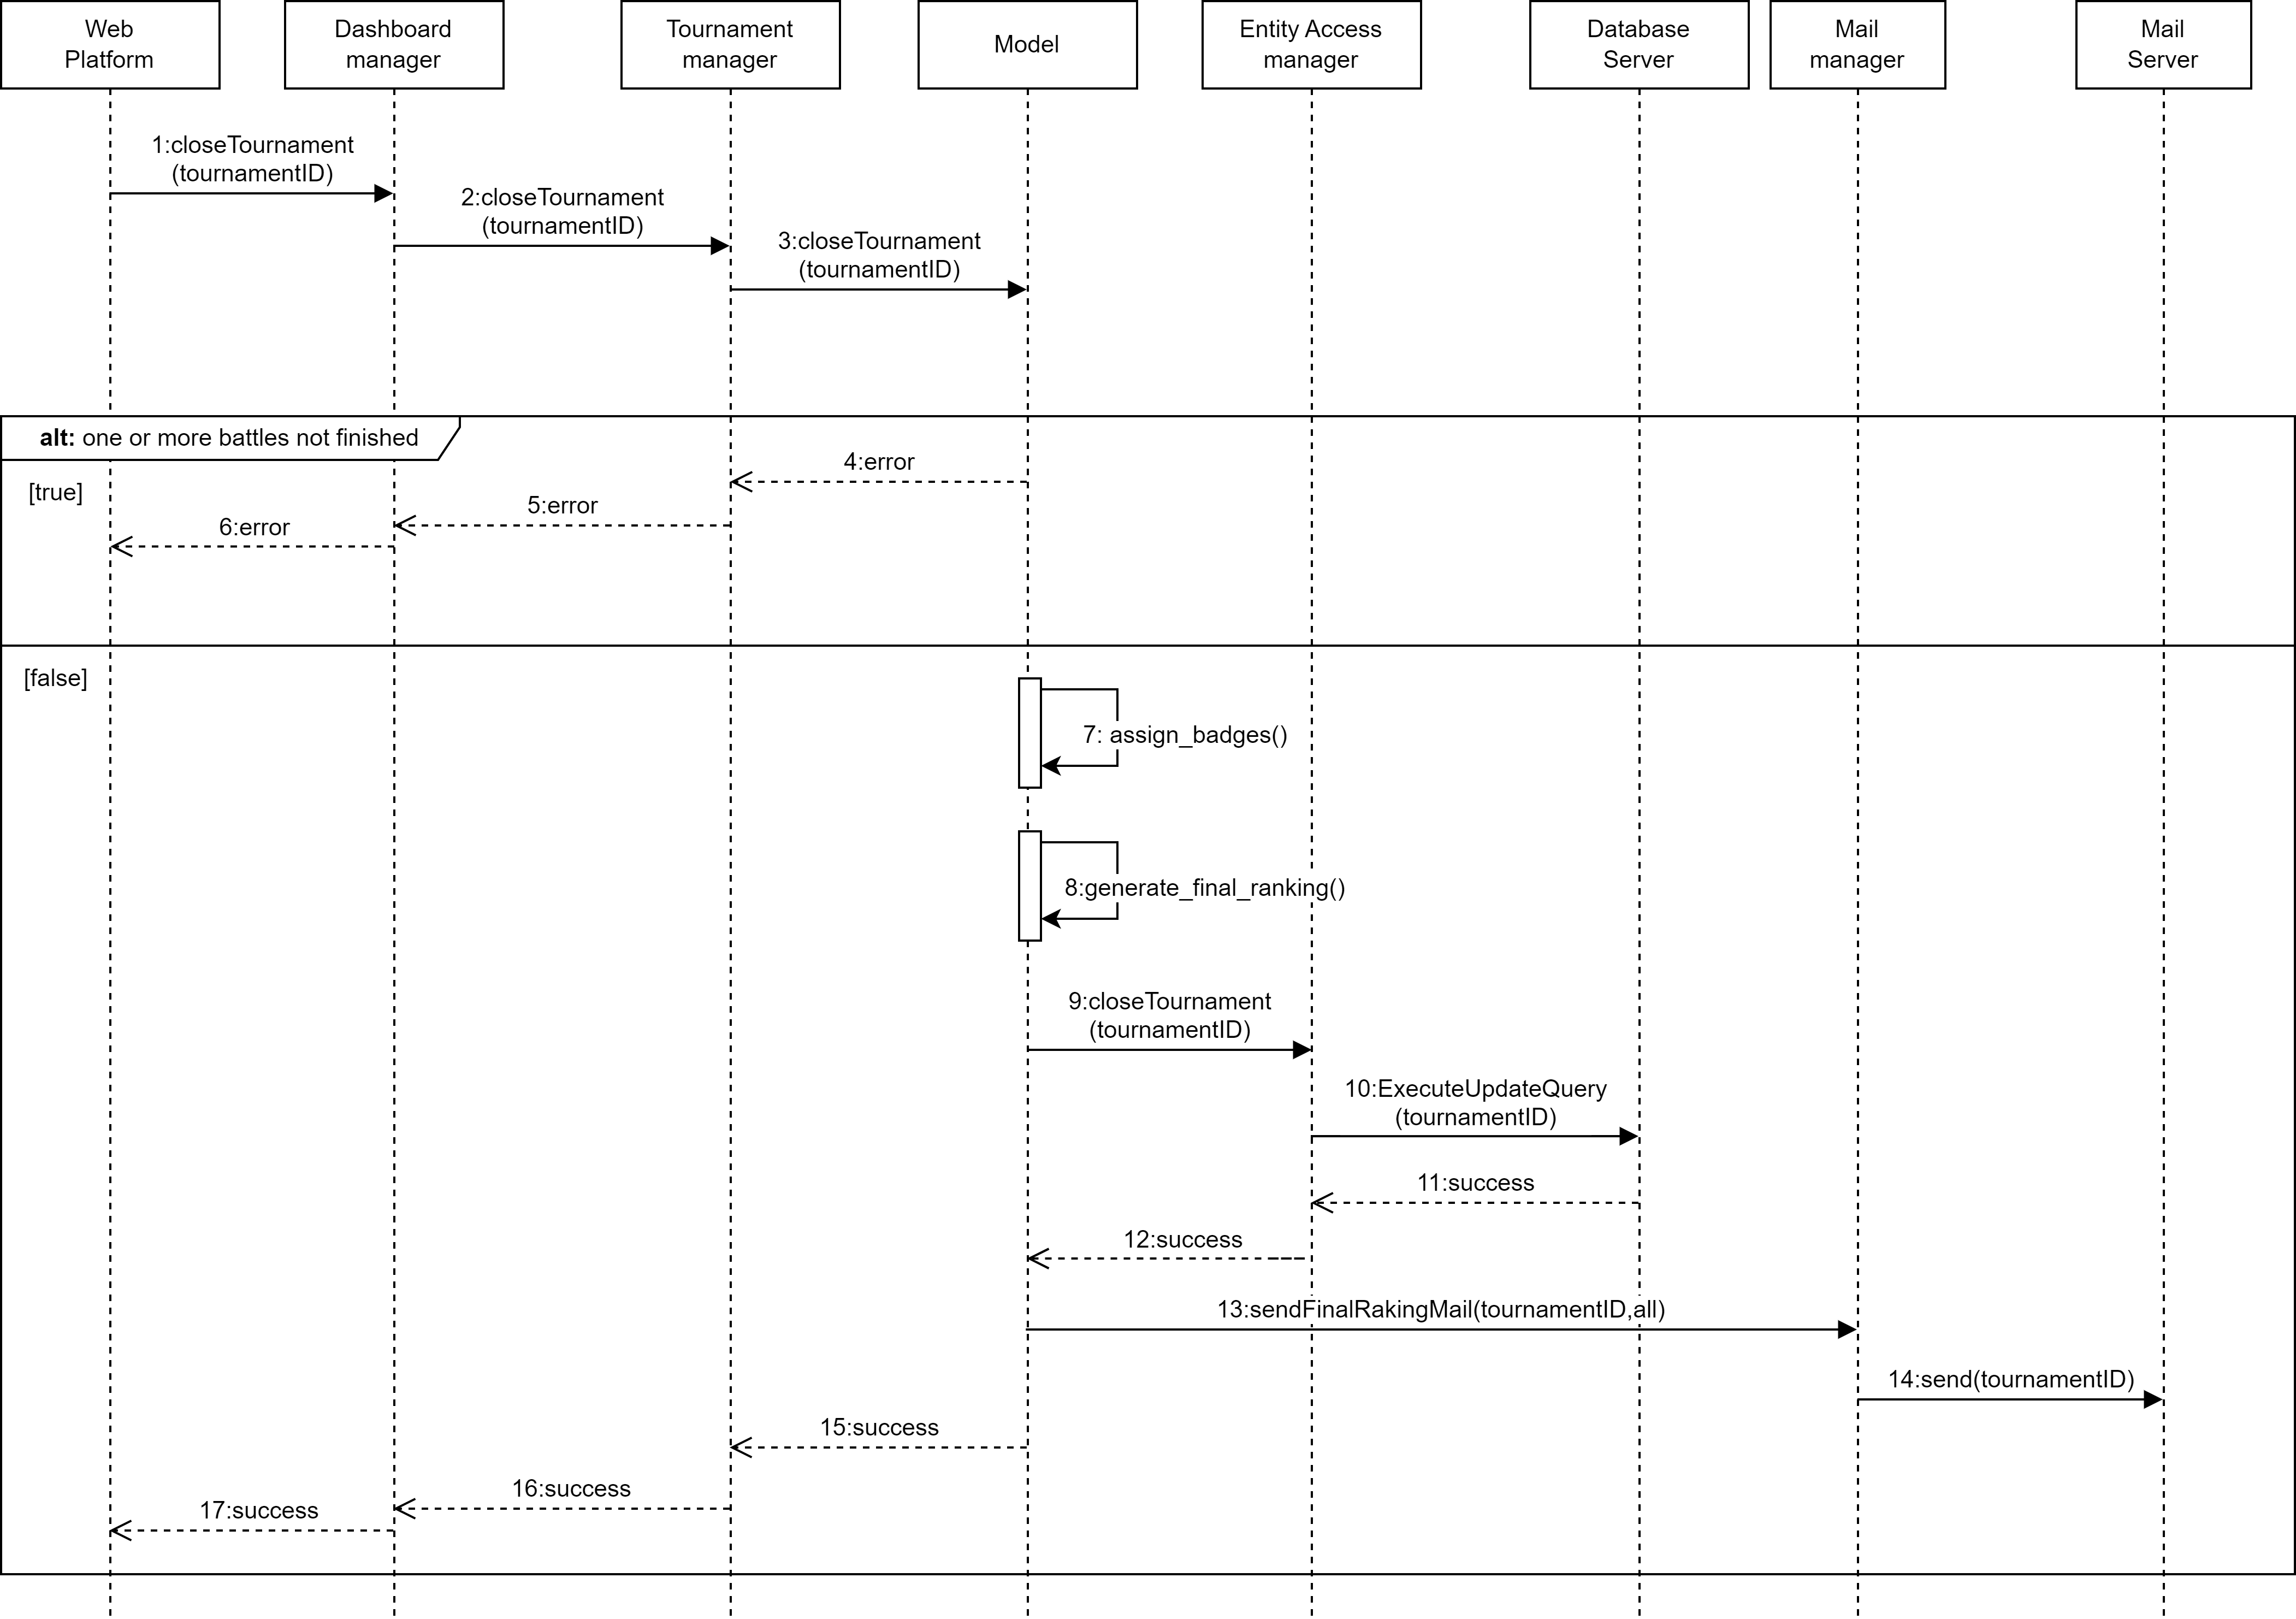 Web
Platform
Dashboard
manager
Tournament
manager
Model
Entity Access
manager
Database
Server
Mail
manager
Mail
Server
1:closeTournament
(tournamentID)
2:closeTournament
(tournamentID)
3:closeTournament
(tournamentID)
alt: one or more battles not finished
[true]
4:error
5:error
6:error
[false]
7: assign_badges()
8:generate_final_ranking()
9:closeTournament
(tournamentID)
10:ExecuteUpdateQuery
(tournamentID)
11:success
12:success
13:sendFinalRakingMail(tournamentID,all)
14:send(tournamentID)
15:success
16:success
17:success